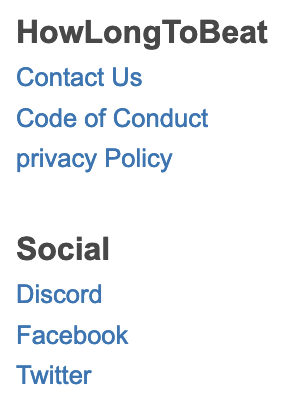 HowLongToBeat
Contact Us
Code of Conduct
privacy Policy
Social
Discord
Facebook
Twitter